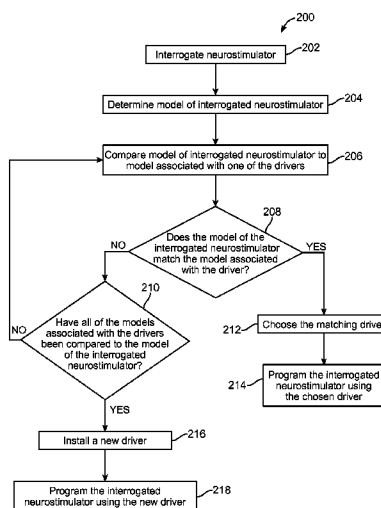 200
Interrogate neurostimulator
202
Determine model of interrogated neurostimulator
204
Compare model of interrogated neurostimulator to
model associated with one of the drivers
206
208
Does the model of the
interrogated neurostimulator
match the model associated
with the driver?
NO
YES
210
Have all of the models
associated with the drivers
been compared to the model
of the interrogated
neurostimulator?
NO
YES
212
Choose the matching driver
214
Program the interrogated
neurostimulator using
the chosen driver
Install a new driver
216
Program the interrogated
neurostimulator using the new driver
218